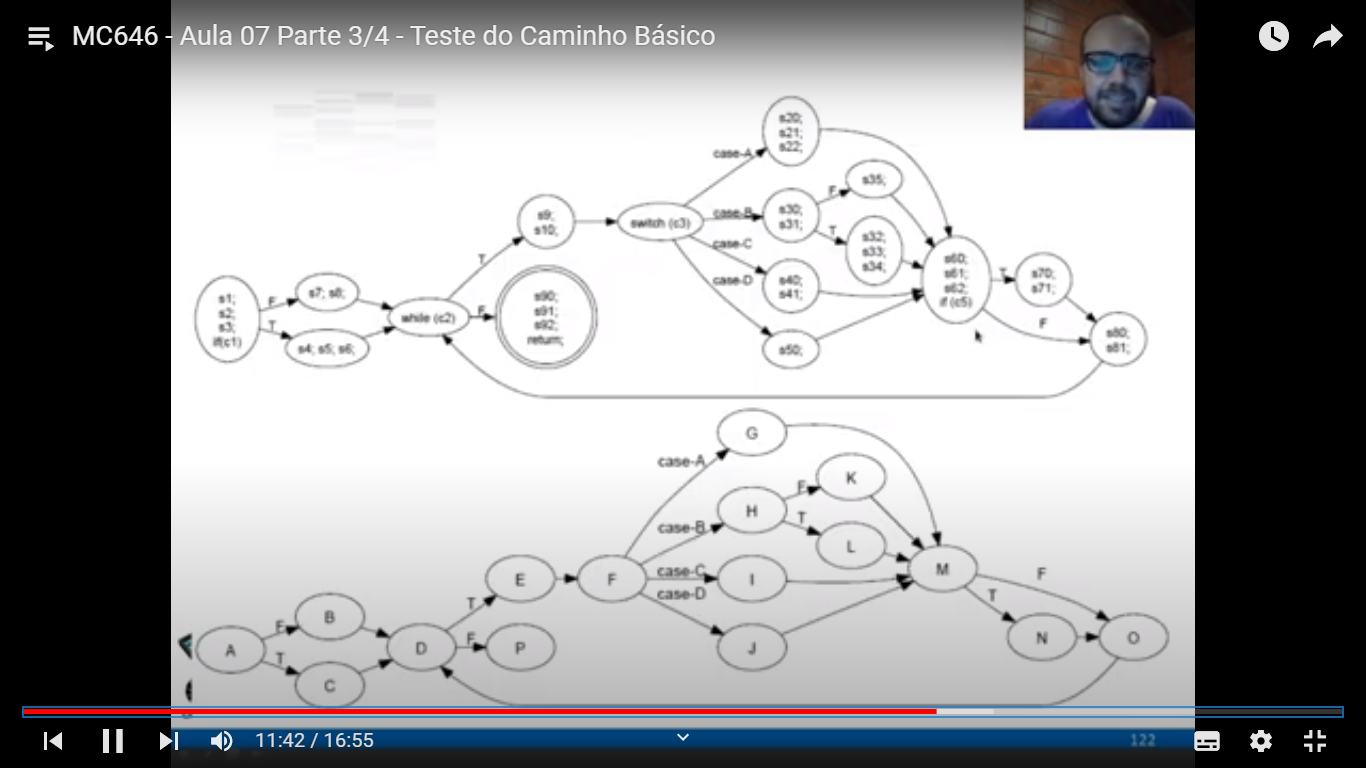 MC646 - Aula 07 Parte 3/4 - Teste do Caminho Básico
s20;
s21;
s22;
case-A
s35;
F
s9;
s10;
switch (c3)
case-B
s30;
s31;
T
s32;
s33;
s34;
case-C
T
s60;
s61;
s62;
if (c5)
T
s70;
s71;
s1;
s2;
s3;
if(c1)
F
s7; s8;
case-D
s40;
s41;
while (c2)
F
s90;
s91;
s92;
return;
T
s4; s5; s6;
s50;
F
s80;
s81;
G
case-A
K
F
H
case-B
T
L
E
F
case-C
I
M
F
case-D
T
T
B
F
N
O
A
D
F
P
J
T
C
11:42 / 16:55
122